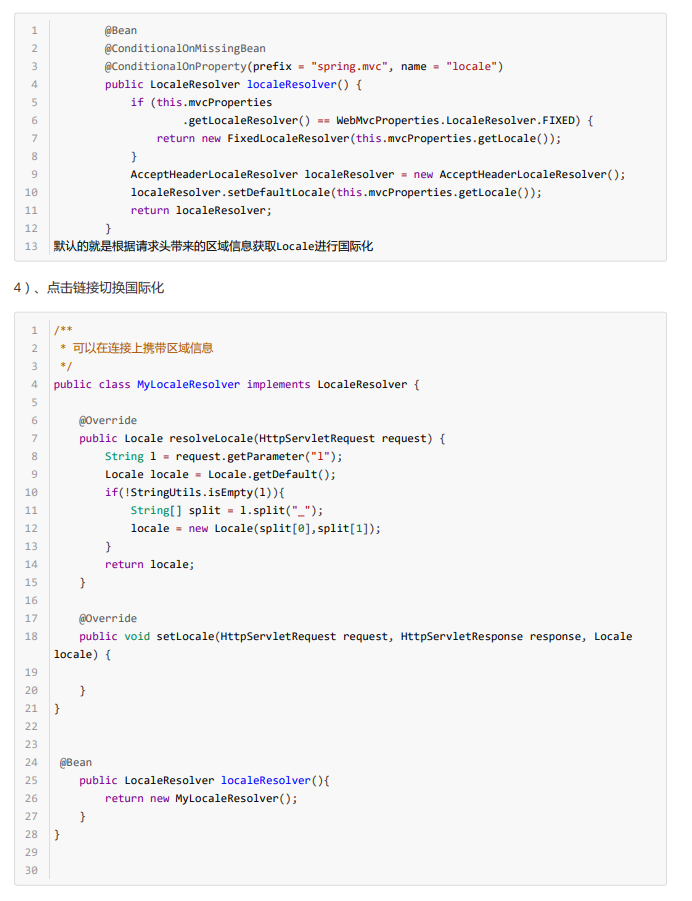 1 @Bean
2 @ConditionalOnMissingBean
3 @ConditionalOnProperty(prefix = "spring.mvc", name = "locale")
4 public LocaleResolver localeResolver() {
5 if (this.mvcProperties
6 .getLocaleResolver() == WebMvcProperties.LocaleResolver.FIXED) {
7 return new FixedLocaleResolver(this.mvcProperties.getLocale());
8 }
9 AcceptHeaderLocaleResolver localeResolver = new AcceptHeaderLocaleResolver();
10 localeResolver.setDefaultLocale(this.mvcProperties.getLocale());
11 return localeResolver;
12 }
13 默认的就是根据请求头带来的区域信息获取Locale进行国际化
4）、点击链接切换国际化
1 /**
2 * 可以在连接上携带区域信息
3 */
4 public class MyLocaleResolver implements LocaleResolver {
5
6 @Override
7 public Locale resolveLocale(HttpServletRequest request) {
8 String l = request.getParameter("l");
9 Locale locale = Locale.getDefault();
10 if(!StringUtils.isEmpty(l)){
11 String[] split = l.split("_");
12 locale = new Locale(split[0],split[1]);
13 }
14 return locale;
15 }
16
17 @Override
18 public void setLocale(HttpServletRequest request, HttpServletResponse response, Locale
locale) {
19
20 }
21 }
22
23
24 @Bean
25 public LocaleResolver localeResolver(){
26 return new MyLocaleResolver();
27 }
28 }
29
30